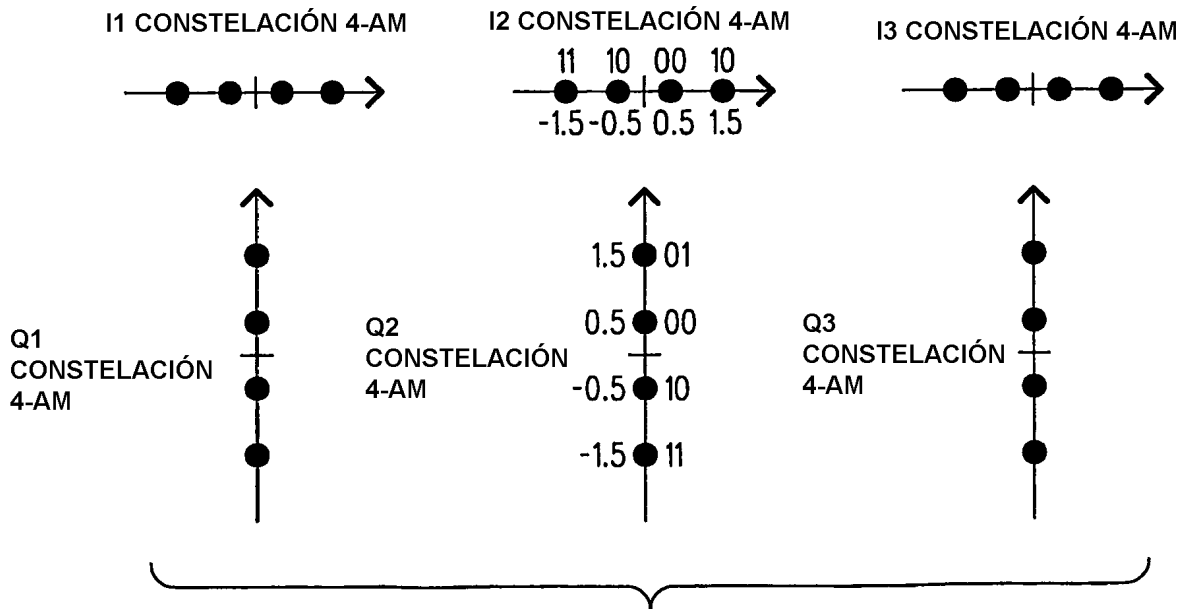 I1 CONSTELACIÓN 4-AM
I2 CONSTELACIÓN 4-AM
I3 CONSTELACIÓN 4-AM
11 10 00 10
-1.5 -0.5 0.5 1.5
Q1
CONSTELACIÓN
4-AM
Q2
CONSTELACIÓN
4-AM
1.5 01
0.5 00
-0.5 10
-1.5 11
Q3
CONSTELACIÓN
4-AM